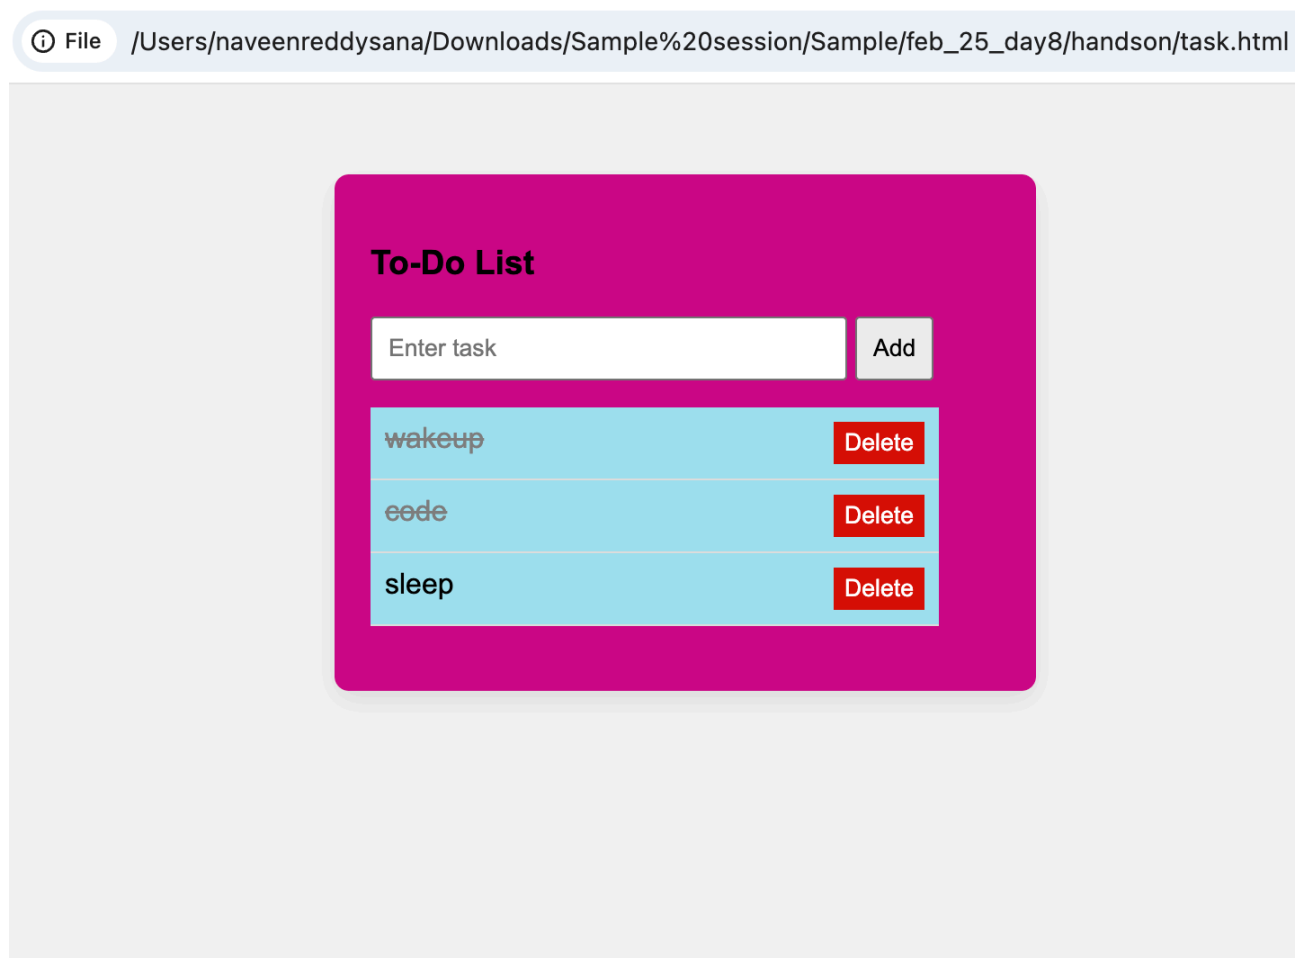 File /Users/naveenreddysana/Downloads/Sample%20session/Sample/feb_25_day8/handson/task.html
To-Do List
Enter task Add
wakeup Delete
code Delete
sleep Delete